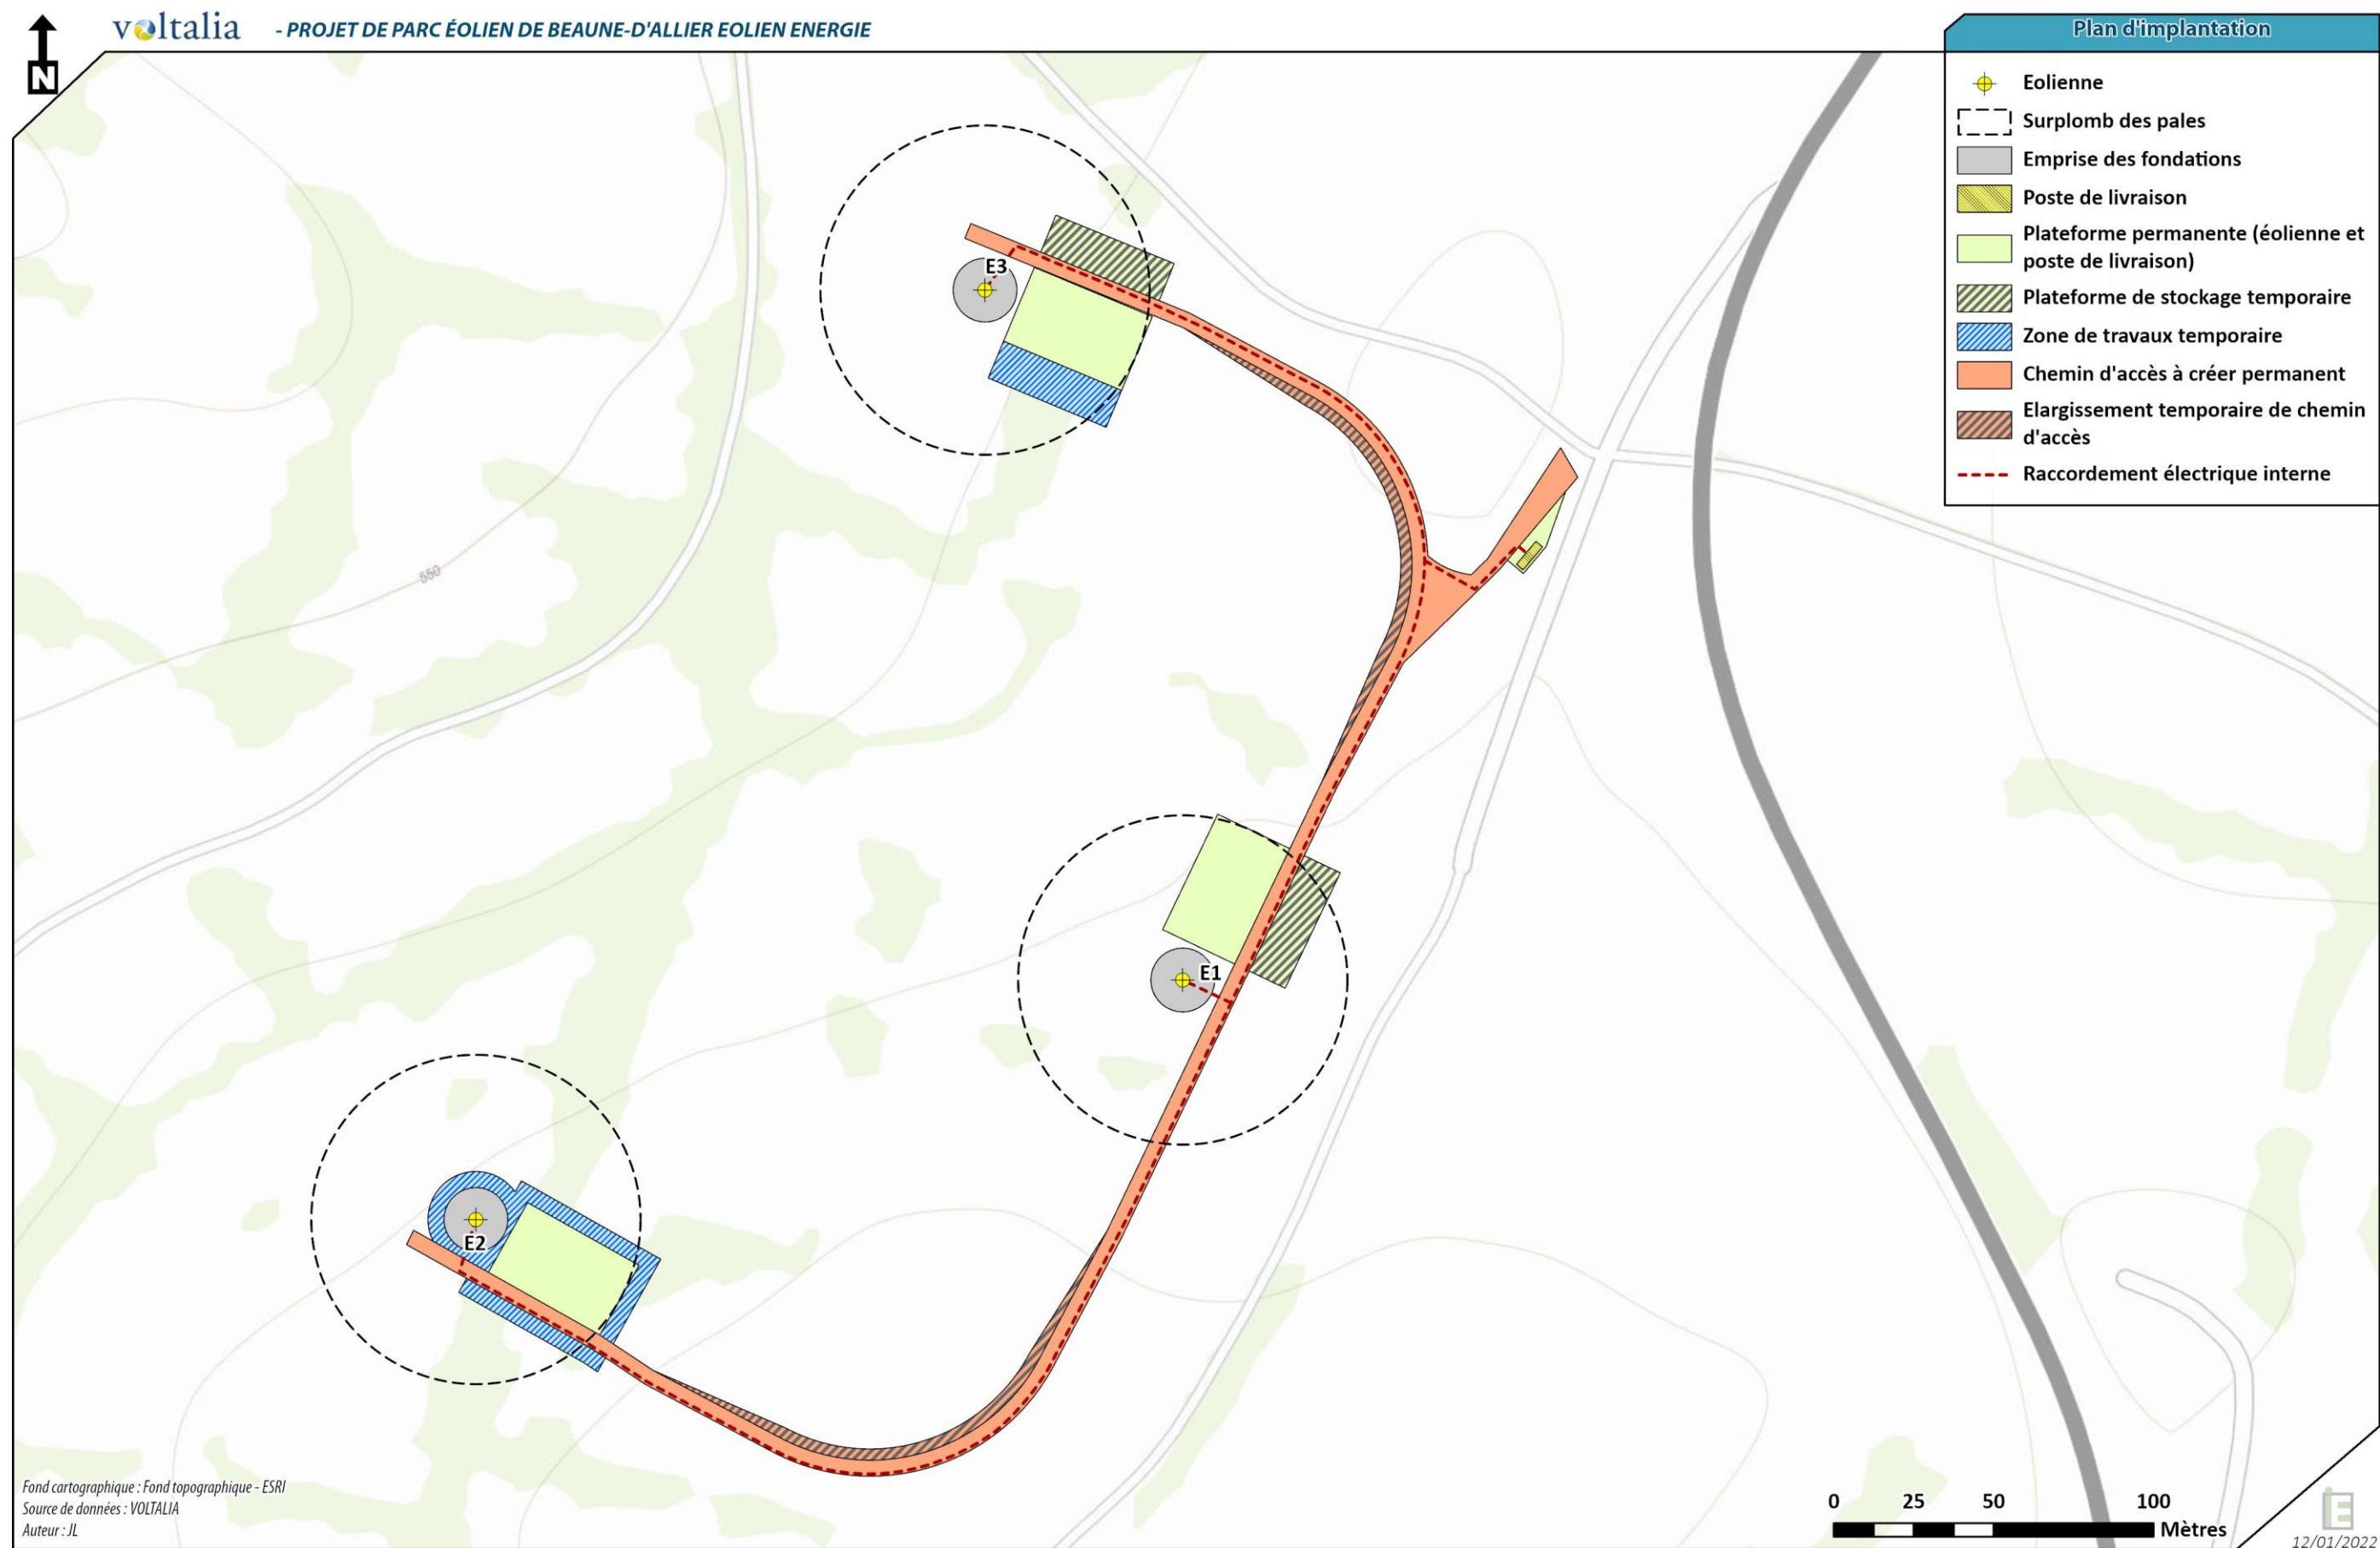 N
voltalia - PROJET DE PARC ÉOLIEN DE BEAUNE-D'ALLIER EOLIEN ENERGIE
Plan d'implantation
Eolienne
Surplomb des pales
Emprise des fondations
Poste de livraison
Plateforme permanente (éolienne et
poste de livraison)
Plateforme de stockage temporaire
Zone de travaux temporaire
Chemin d'accès à créer permanent
Elargissement temporaire de chemin
d'accès
Raccordement électrique interne
E3
550
E1
E2
Fond cartographique : Fond topographique - ESRI
Source de données : VOLTALIA
Auteur : JL
0 25 50 100
Mètres
IE
12/01/2022